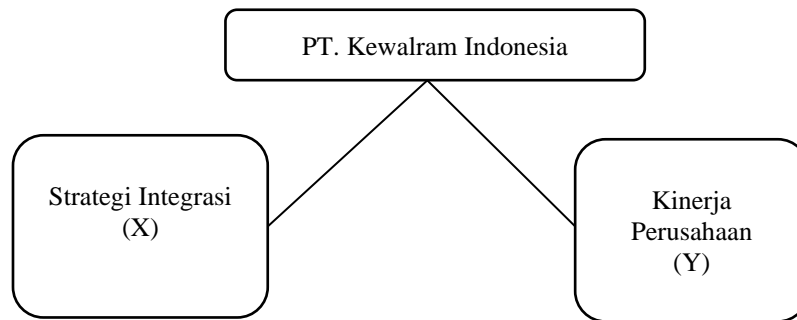 PT. Kewalram Indonesia
Strategi Integrasi
(X)
Kinerja
Perusahaan
(Y)